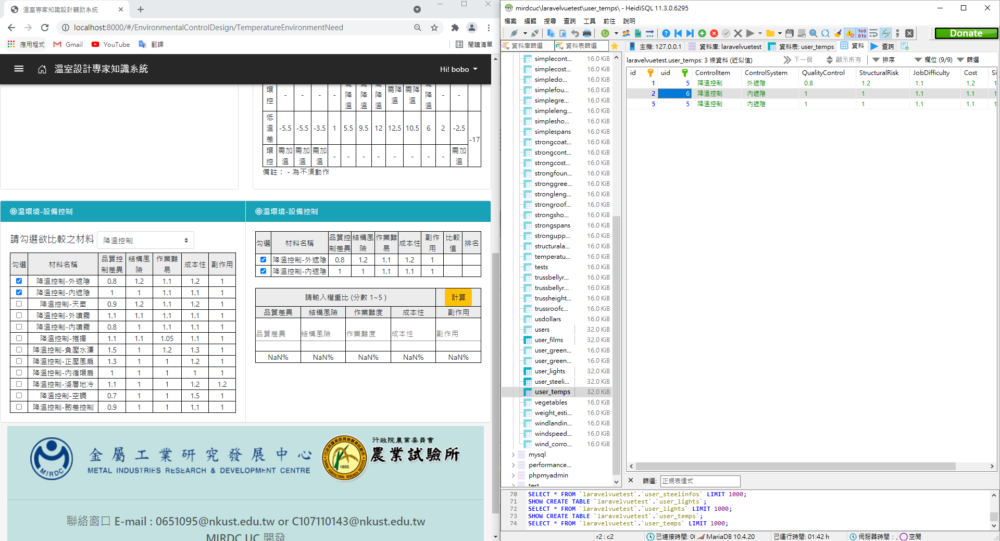 溫室專家知識設計輔助系統
localhost:8000/#/EnvironmentalControlDesign/TemperatureEnvironmentNeed
應用程式 Gmail YouTube 翻譯 閱讀清單
溫室設計專家知識系統 Hi! bobo
環控 - - - - 需降溫 需降溫 需降溫 需降溫 需降溫 需降溫 - -
低溫差 -5.5 -5.5 -3.5 1 5.5 9.5 12 12.5 10.5 6 2 -2.5 -17
環控 需加溫 需加溫 需加溫 - - - - - - - - 需加溫
備註： - 為不須動作
溫環境-設備控制
請勾選欲比較之材料 降溫控制
勾選 材料名稱 品質控制差異 結構風險 作業難易 成本性 副作用
降溫控制-外遮陰 0.8 1.2 1.1 1.2 1
降溫控制-內遮陰 1 1 1.1 1.1 1
降溫控制-天窗 0.9 1.2 1.1 1.2 1
降溫控制-外噴霧 1.1 1.1 1.1 1.1 1
降溫控制-內噴霧 0.8 1 1.1 1.1 1
降溫控制-捲揚 1.1 1.1 1.05 1.1 1
降溫控制-負壓水濂 1.5 1 1.2 1.3 1
降溫控制-正壓風扇 1.3 1 1 1.2 1
降溫控制-內循環扇 1 1 1 1 1
降溫控制-淺層地冷 1.1 1 1 1.2 1.2
降溫控制-空調 0.7 1 1 1.5 1
降溫控制-飽差控制 0.9 1 1 1.1 1
溫環境-設備控制
勾選 材料名稱 品質控制差異 結構風險 作業難易 成本性 副作用 比較值 排名
降溫控制-外遮陰 0.8 1.2 1.1 1.2 1
降溫控制-內遮陰 1 1 1.1 1.1 1
請輸入權重比 (分數 1~5 ) 計算
品質差異 結構風險 作業難度 成本性 副作用
品質差異 結構風險 作業難度 成本性 副作用
NaN% NaN% NaN% NaN% NaN%
MIRDC
金屬工業研究發展中心
METAL INDUSTRIES RESEARCH & DEVELOPMENT CENTRE
1895
行政院農業委員會
農業試驗所
聯絡窗口 E-mail : 0651095@nkust.edu.tw or C107110143@nkust.edu.tw
MIRDC UC 開發
mirdcuc\laravelvuetest\user_temps\ - HeidiSQL 11.3.0.6295
檔案 編輯 搜尋 查詢 工具 前往 說明
Donate
資料庫篩選 資料表篩選
simplecont... 16.0 KiB
simplecost... 16.0 KiB
simpledo... 16.0 KiB
simplefou... 16.0 KiB
simplegre... 16.0 KiB
simpleleng... 16.0 KiB
simplesho... 16.0 KiB
simplespans 16.0 KiB
strongcoat... 16.0 KiB
strongcont... 16.0 KiB
strongcost... 16.0 KiB
strongfoun... 16.0 KiB
stronggree... 16.0 KiB
strongleng... 16.0 KiB
strongroof... 16.0 KiB
strongsho... 16.0 KiB
strongspans 16.0 KiB
strongupp... 16.0 KiB
structurala... 16.0 KiB
temperatu... 16.0 KiB
tests 16.0 KiB
trussbellyr... 16.0 KiB
trussbellyr... 16.0 KiB
trussheight... 16.0 KiB
trussroofc... 16.0 KiB
usdollars 16.0 KiB
users 32.0 KiB
user_films 32.0 KiB
user_green... 16.0 KiB
user_green... 16.0 KiB
user_lights 32.0 KiB
user_steeli... 32.0 KiB
user_temps 32.0 KiB
vegetables 16.0 KiB
weight_esti... 16.0 KiB
windlandin... 16.0 KiB
windspeed... 16.0 KiB
wind_corro... 16.0 KiB
mysql
performance...
phpmyadmin
test
主機: 127.0.0.1 資料庫: laravelvuetest 資料表: user_temps 資料 查詢
laravelvuetest.user_temps: 3 條資料 (近似值) 下一個 顯示所有 排序 欄位 (9/9) 篩選
id uid ControlItem ControlSystem QualityControl StructuralRisk JobDifficulty Cost Si
1 5 降溫控制 外遮陰 0.8 1.2 1.1 1.2 1
2 6 降溫控制 內遮陰 1 1 1.1 1.1 1
5 5 降溫控制 內遮陰 1 1 1.1 1.1 1
篩選: 正規表達式
70 SELECT * FROM `laravelvuetest`.`user_steelinfos` LIMIT 1000;
71 SHOW CREATE TABLE `laravelvuetest`.`user_lights`;
72 SELECT * FROM `laravelvuetest`.`user_lights` LIMIT 1000;
73 SHOW CREATE TABLE `laravelvuetest`.`user_temps`;
74 SELECT * FROM `laravelvuetest`.`user_temps` LIMIT 1000;
r2 : c2 已連接時間: 0 MariaDB 10.4.20 已運行時間: 01:42 h 伺服器時間： 空閒